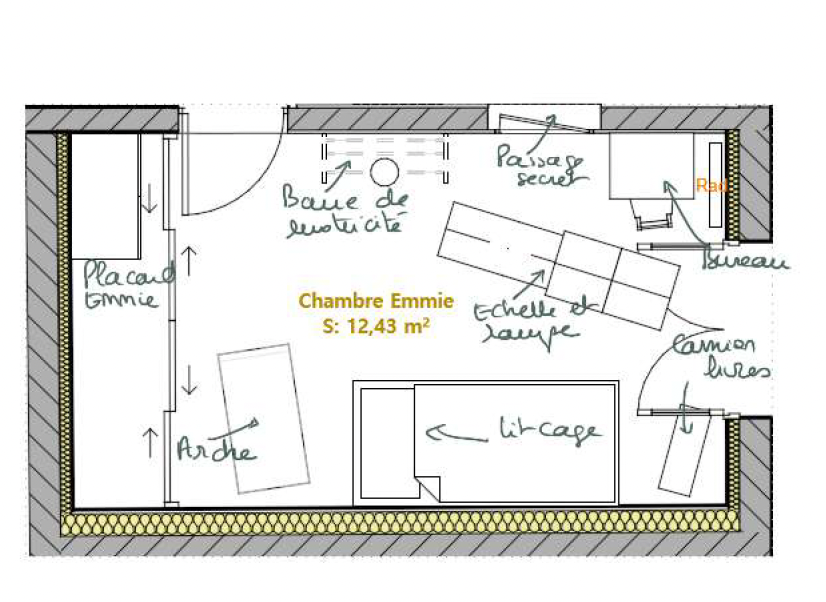 Passage
secret
Barre de
motricité
Rad
Bureau
Placard
Emmie
Chambre Emmie
S: 12,43 m²
Echelle et
rampe
livres
Arche
lit-cage